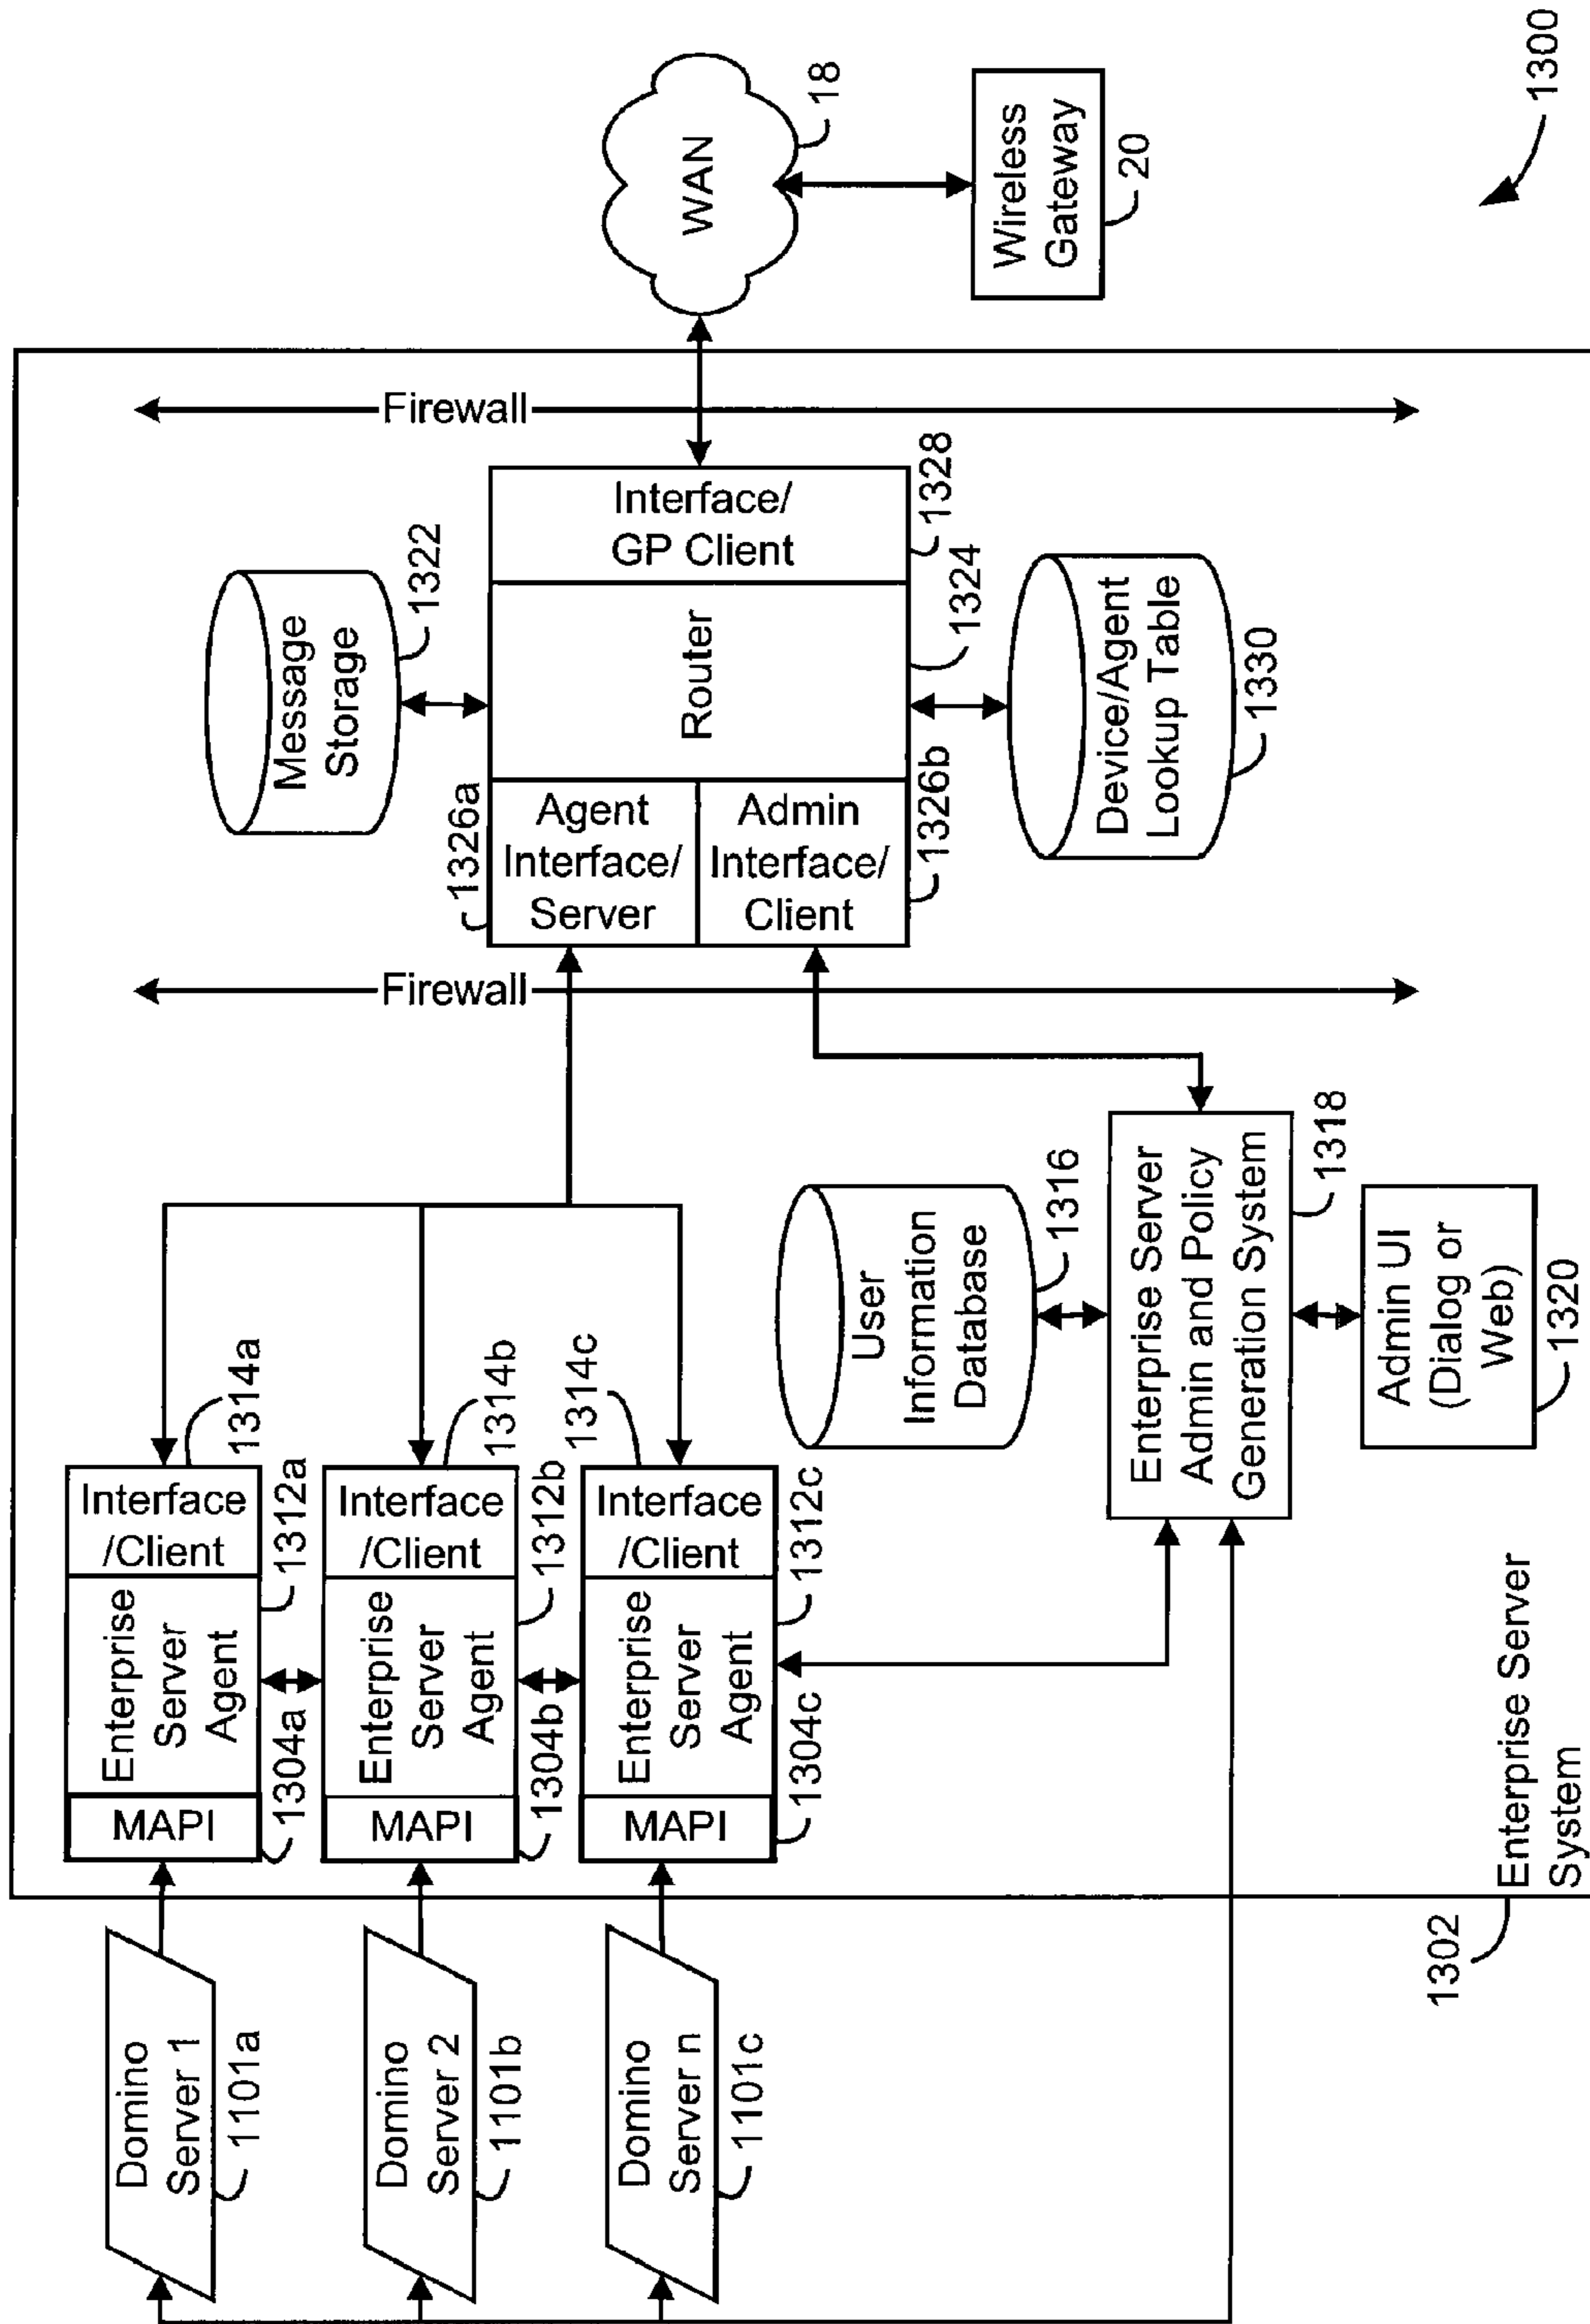 Domino
Server 1
1101a
Domino
Server 2
1101b
Domino
Server n
1101c
MAPI
Enterprise
Server
Agent
Interface
/Client
1304a
1312a
1314a
MAPI
Enterprise
Server
Agent
Interface
/Client
1304b
1312b
1314b
MAPI
Enterprise
Server
Agent
Interface
/Client
1304c
1312c
1314c
User
Information
Database
1316
Enterprise Server
Admin and Policy
Generation System
1318
Admin UI
(Dialog or
Web)
1320
1302
Enterprise Server
System
Firewall
1326a
Agent
Interface/
Server
Admin
Interface/
Client
1326b
Router
1324
Interface/
GP Client
1328
Message
Storage
1322
Device/Agent
Lookup Table
1330
Firewall
WAN
18
Wireless
Gateway
20
1300